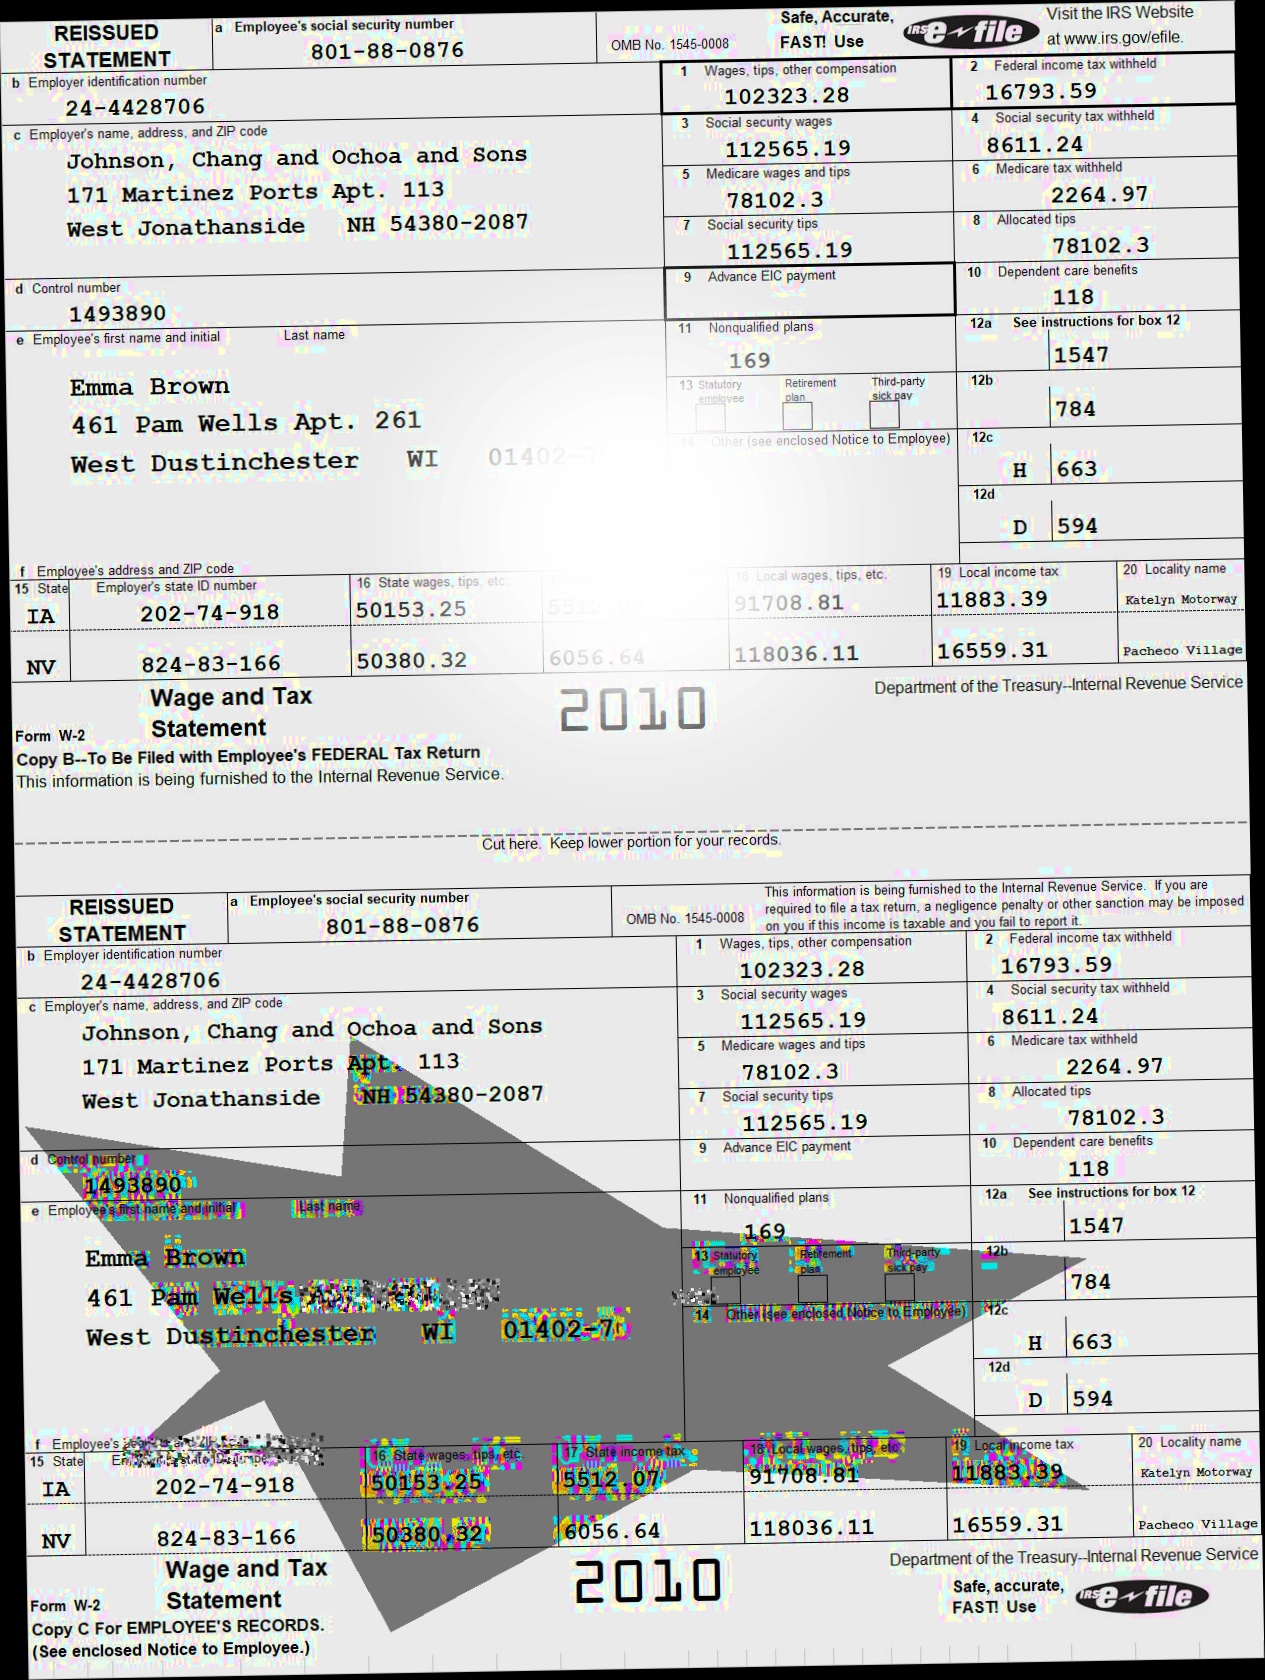 REISSUED STATEMENT
a Employee's social security number
801-88-0876
OMB No. 1545-0008
Safe, Accurate, FAST! Use
IRS e-file
Visit the IRS Website at www.irs.gov/efile.
b Employer identification number
24-4428706
1 Wages, tips, other compensation
102323.28
2 Federal income tax withheld
16793.59
c Employer's name, address, and ZIP code
Johnson, Chang and Ochoa and Sons
171 Martinez Ports Apt. 113
West Jonathanside NH 54380-2087
3 Social security wages
112565.19
4 Social security tax withheld
8611.24
5 Medicare wages and tips
78102.3
6 Medicare tax withheld
2264.97
7 Social security tips
112565.19
8 Allocated tips
78102.3
d Control number
1493890
9 Advance EIC payment
10 Dependent care benefits
118
e Employee's first name and initial Last name
Emma Brown
461 Pam Wells Apt. 261
West Dustinchester WI
11 Nonqualified plans
169
12a See instructions for box 12
1547
13 Statutory employee Retirement plan Third-party sick pay
12b
784
14 Other (see enclosed Notice to Employee)
12c
H 663
12d
D 594
f Employee's address and ZIP code
15 State Employer's state ID number 16 State wages, tips, etc. 18 Local wages, tips, etc. 19 Local income tax 20 Locality name
IA 202-74-918 50153.25 5512.07 91708.81 11883.39 Katelyn Motorway
NV 824-83-166 50380.32 6056.64 118036.11 16559.31 Pacheco Village
Form W-2 Wage and Tax Statement
2010
Department of the Treasury--Internal Revenue Service
Copy B--To Be Filed with Employee's FEDERAL Tax Return
This information is being furnished to the Internal Revenue Service.
Cut here. Keep lower portion for your records.
REISSUED STATEMENT
a Employee's social security number
801-88-0876
OMB No. 1545-0008
This information is being furnished to the Internal Revenue Service. If you are
required to file a tax return, a negligence penalty or other sanction may be imposed
on you if this income is taxable and you fail to report it.
b Employer identification number
24-4428706
1 Wages, tips, other compensation
102323.28
2 Federal income tax withheld
16793.59
c Employer's name, address, and ZIP code
Johnson, Chang and Ochoa and Sons
171 Martinez Ports Apt. 113
West Jonathanside NH 54380-2087
3 Social security wages
112565.19
4 Social security tax withheld
8611.24
5 Medicare wages and tips
78102.3
6 Medicare tax withheld
2264.97
7 Social security tips
112565.19
8 Allocated tips
78102.3
d Control number
1493890
9 Advance EIC payment
10 Dependent care benefits
118
e Employee's first name and initial Last name
Emma Brown
461 Pam Wells
West Dustinchester WI
11 Nonqualified plans
169
12a See instructions for box 12
1547
13 Statutory employee Retirement plan Third-party sick pay
12b
784
14 Other (see enclosed Notice to Employee)
12c
H 663
12d
D 594
f Employee's
15 State 16 State wages, tips, etc. 17 State income tax 18 Local wages, tips, etc. 19 Local income tax 20 Locality name
IA 202-74-918 50153.25 5512.07 91708.81 11883.39 Katelyn Motorway
NV 824-83-166 50380.32 6056.64 118036.11 16559.31 Pacheco Village
Form W-2 Wage and Tax Statement
2010
Department of the Treasury--Internal Revenue Service
Safe, accurate, FAST! Use
IRS e-file
Copy C For EMPLOYEE'S RECORDS.
(See enclosed Notice to Employee.)